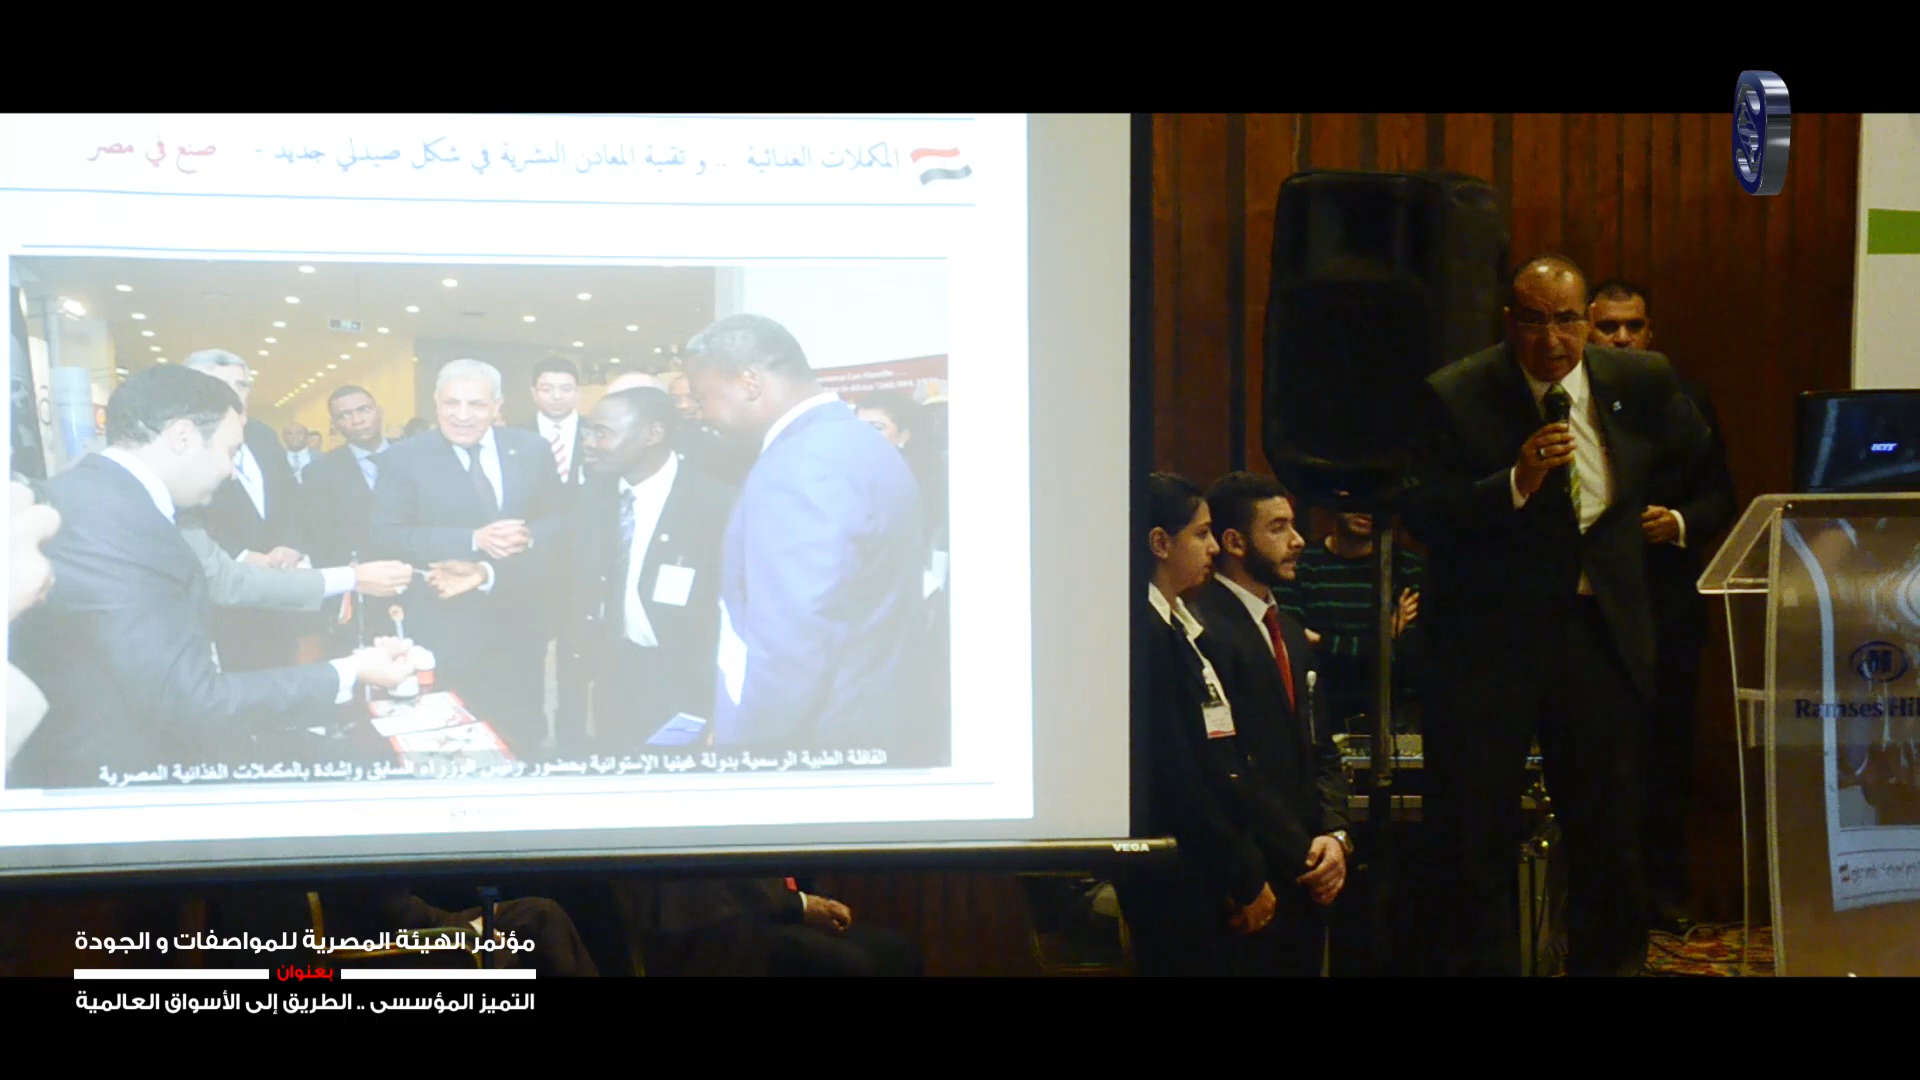 المكملات الغذائية .. و تقنية المعادن البشرية في شكل صيدلي جديد - صنع في مصر
القافلة الطبية الرسمية بدولة غينيا الإستوائية بحضور رئيس الوزراء السابق وإشادة بالمكملات الغذائية المصرية
VEGA
acer
Ramses Hil
مؤتمر الهيئة المصرية للمواصفات و الجودة
بعنوان
التميز المؤسسى .. الطريق إلى الأسواق العالمية